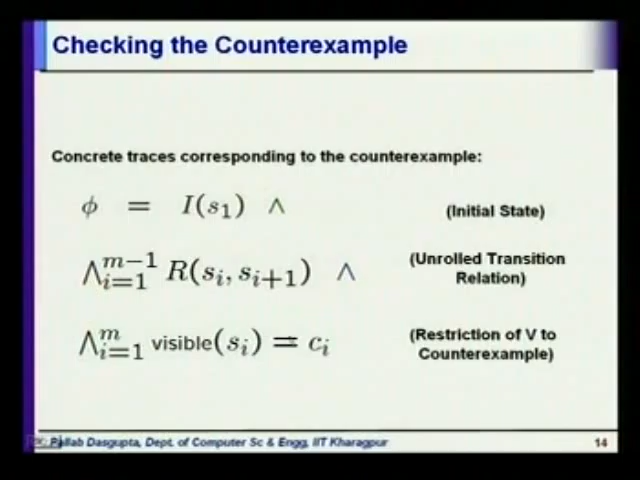 Checking the Counterexample
Concrete traces corresponding to the counterexample:
ϕ = I(s₁) ∧ (Initial State)
⋀ᵢ₌₁ᵐ⁻¹ R(sᵢ, sᵢ₊₁) ∧ (Unrolled Transition
Relation)
⋀ᵢ₌₁ᵐ visible(sᵢ) = cᵢ (Restriction of V to
Counterexample)
Pallab Dasgupta, Dept. of Computer Sc & Engg, IIT Kharagpur 14